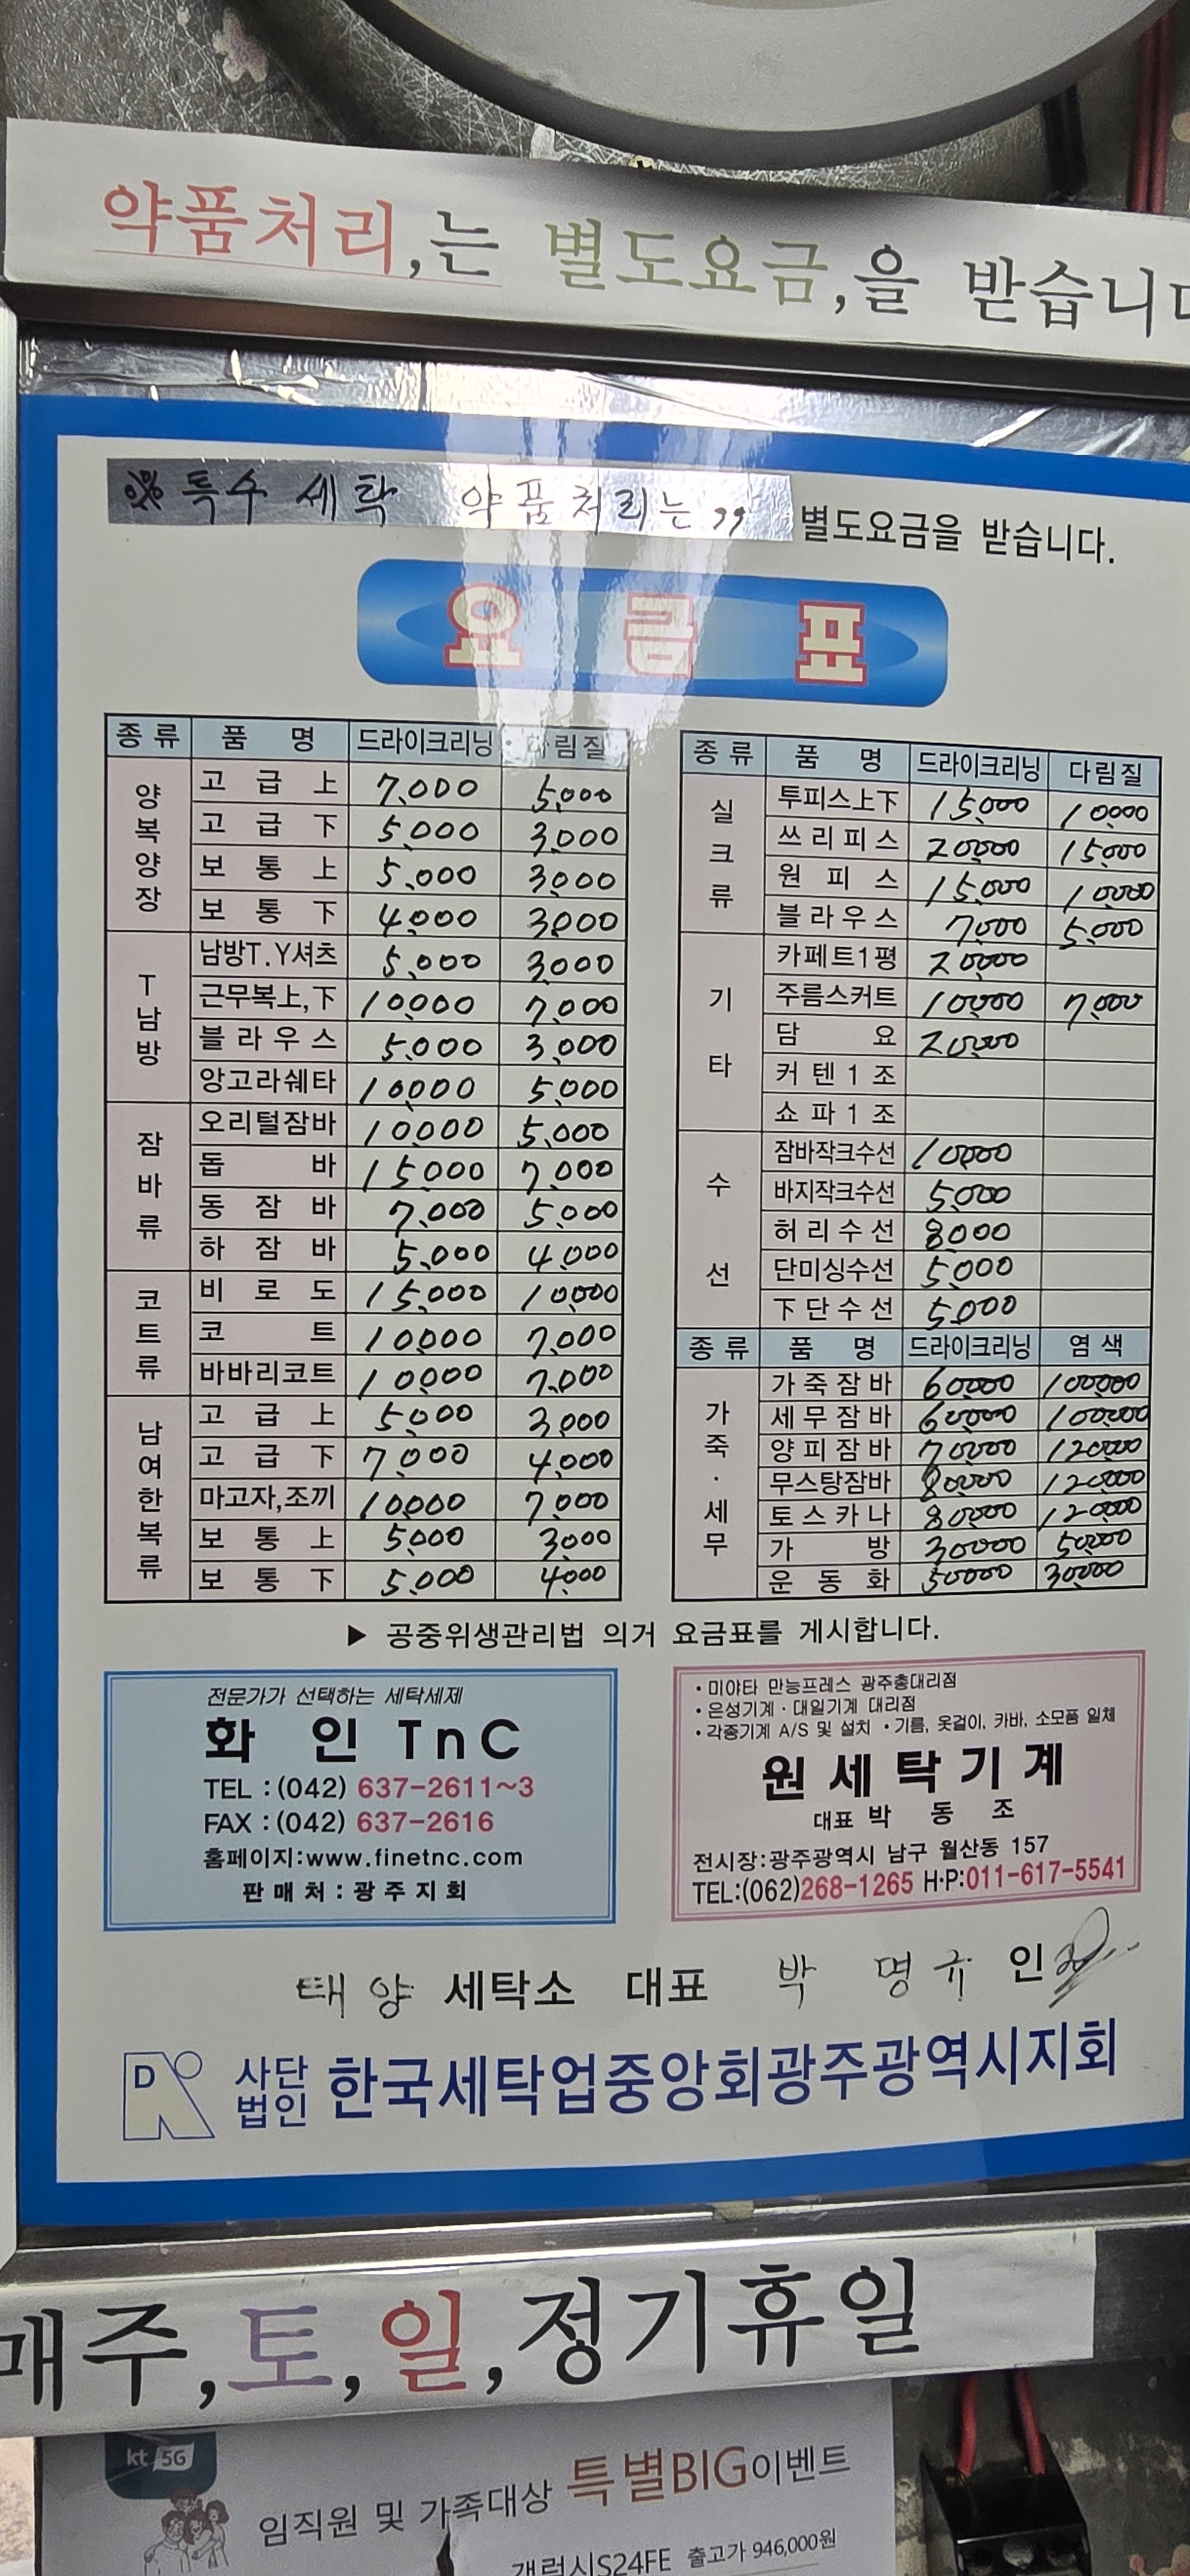 약품처리,는 별도요금,을 받습니다
※ 특수 세탁 약품처리는,, 별도요금을 받습니다.
요 금 표
종류 품 명 드라이크리닝 다림질
양복양장
고 급 上 7,000 5,000
고 급 下 5,000 3,000
보 통 上 5,000 3,000
보 통 下 4,000 3,000
T남방
남방T.Y셔츠 5,000 3,000
근무복上,下 10,000 7,000
블라우스 5,000 3,000
앙고라쉐타 10,000 5,000
잠바류
오리털잠바 10,000 5,000
돕 바 15,000 7,000
동 잠 바 7,000 5,000
하 잠 바 5,000 4,000
코트류
비 로 도 15,000 10,000
코 트 10,000 7,000
바바리코트 10,000 7,000
남여한복류
고 급 上 5,000 3,000
고 급 下 7,000 4,000
마고자,조끼 10,000 7,000
보 통 上 5,000 3,000
보 통 下 5,000 4,000
종류 품 명 드라이크리닝 다림질
실크류
투피스上下 15,000 10,000
쓰리피스 20,000 15,000
원 피 스 15,000 10,000
블라우스 7,000 5,000
기타
카페트1평 20,000
주름스커트 10,000 7,000
담 요 20,000
커텐1조
쇼파1조
수선
잠바작크수선 10,000
바지작크수선 5,000
허리수선 8,000
단미싱수선 5,000
下단수선 5,000
종류 품 명 드라이크리닝 염색
가죽·세무
가죽잠바 60,000 100,000
세무잠바 60,000 100,000
양피잠바 70,000 120,000
무스탕잠바 80,000 120,000
토스카나 80,000 120,000
가 방 30,000 50,000
운 동 화 50,000 30,000
▶ 공중위생관리법 의거 요금표를 게시합니다.
전문가가 선택하는 세탁세제
화 인 TnC
TEL : (042) 637-2611~3
FAX : (042) 637-2616
홈페이지:www.finetnc.com
판매처:광주지회
• 미야타 만능프레스 광주총대리점
• 은성기계 · 대일기계 대리점
• 각종기계 A/S 및 설치 • 기름, 옷걸이, 카바, 소모품 일체
원세탁기계
대표 박 동 조
전시장:광주광역시 남구 월산동 157
TEL:(062)268-1265 H·P:011-617-5541
태양 세탁소 대표 박 명 규 인
사단법인 한국세탁업중앙회광주광역시지회
매주,토,일,정기휴일
kt 5G
임직원 및 가족대상 특별BIG이벤트
갤럭시S24FE 출고가 946,000원